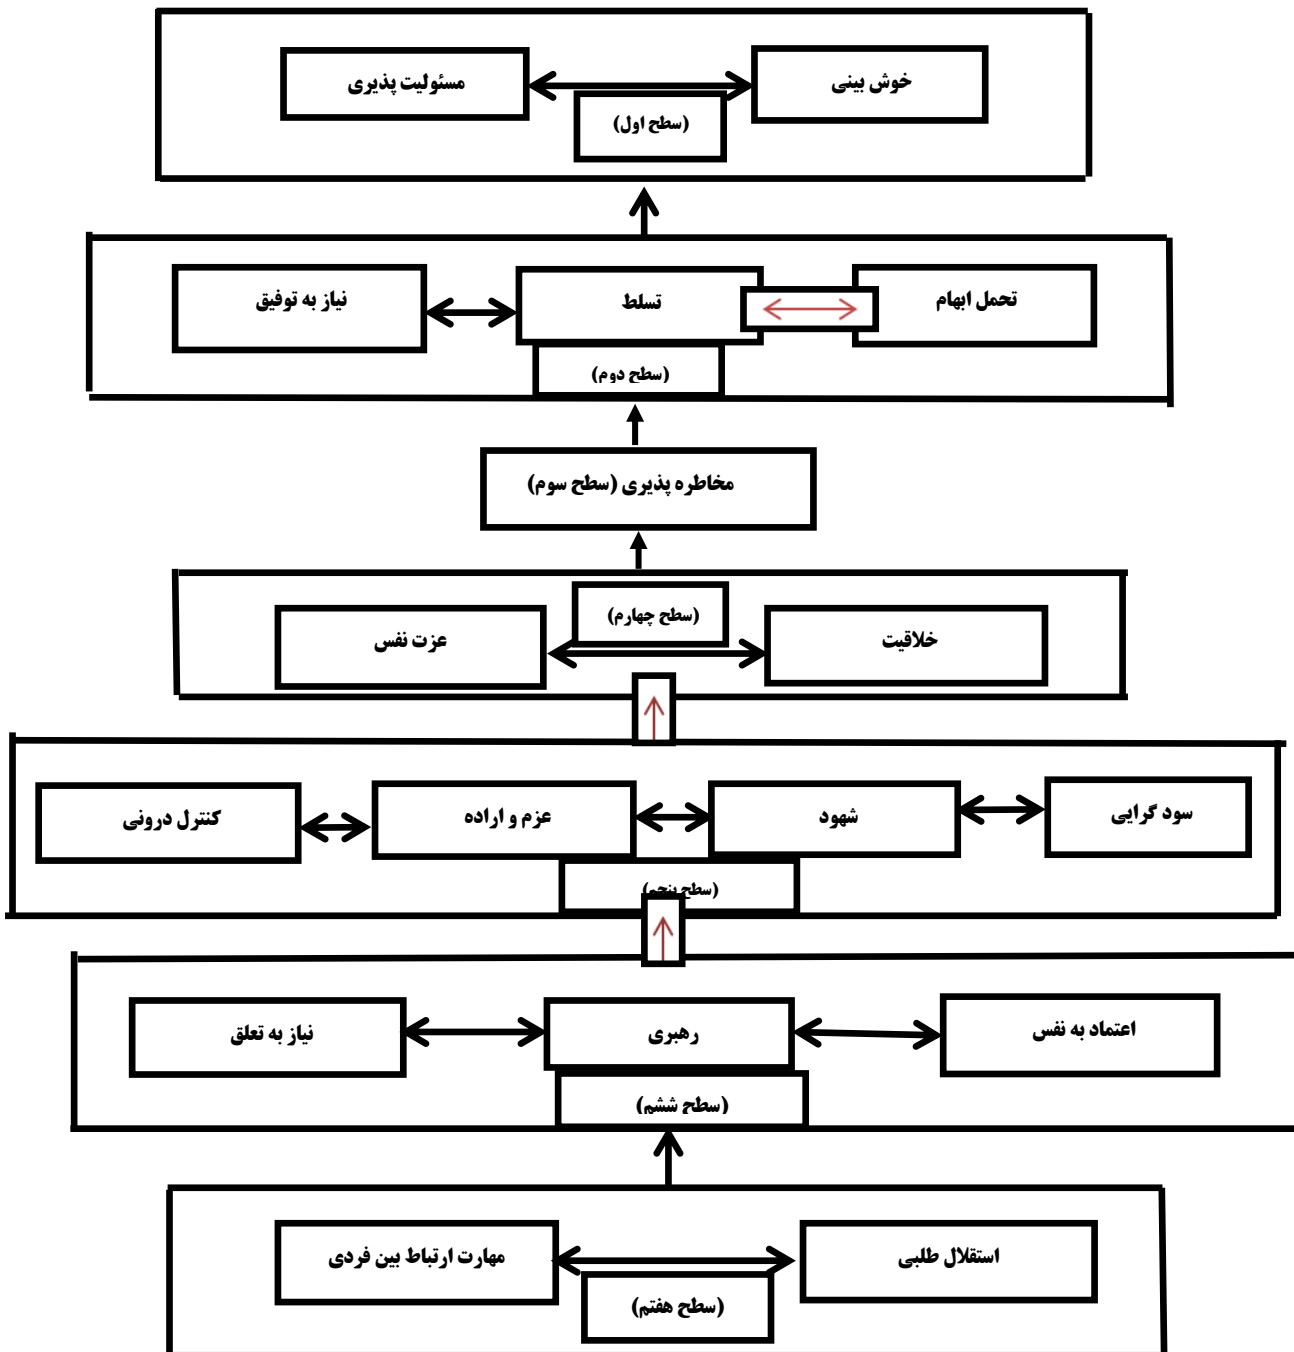 خوش بینی
مسئولیت پذیری
(سطح اول)
تحمل ابهام
تسلط
نیاز به توفیق
(سطح دوم)
مخاطره پذیری (سطح سوم)
(سطح چهارم)
خلاقیت
عزت نفس
سود گرایی
شهود
عزم و اراده
کنترل درونی
(سطح پنجم)
اعتماد به نفس
رهبری
نیاز به تعلق
(سطح ششم)
استقلال طلبی
مهارت ارتباط بین فردی
(سطح هفتم)